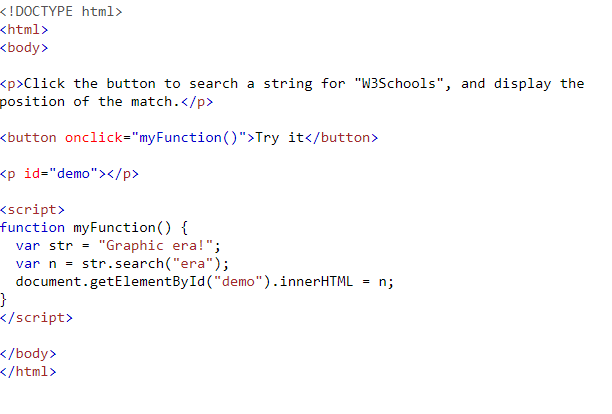 <!DOCTYPE html>
<html>
<body>

<p>Click the button to search a string for "W3Schools", and display the
position of the match.</p>

<button onclick="myFunction()">Try it</button>

<p id="demo"></p>

<script>
function myFunction() {
  var str = "Graphic era!";
  var n = str.search("era");
  document.getElementById("demo").innerHTML = n;
}
</script>

</body>
</html>